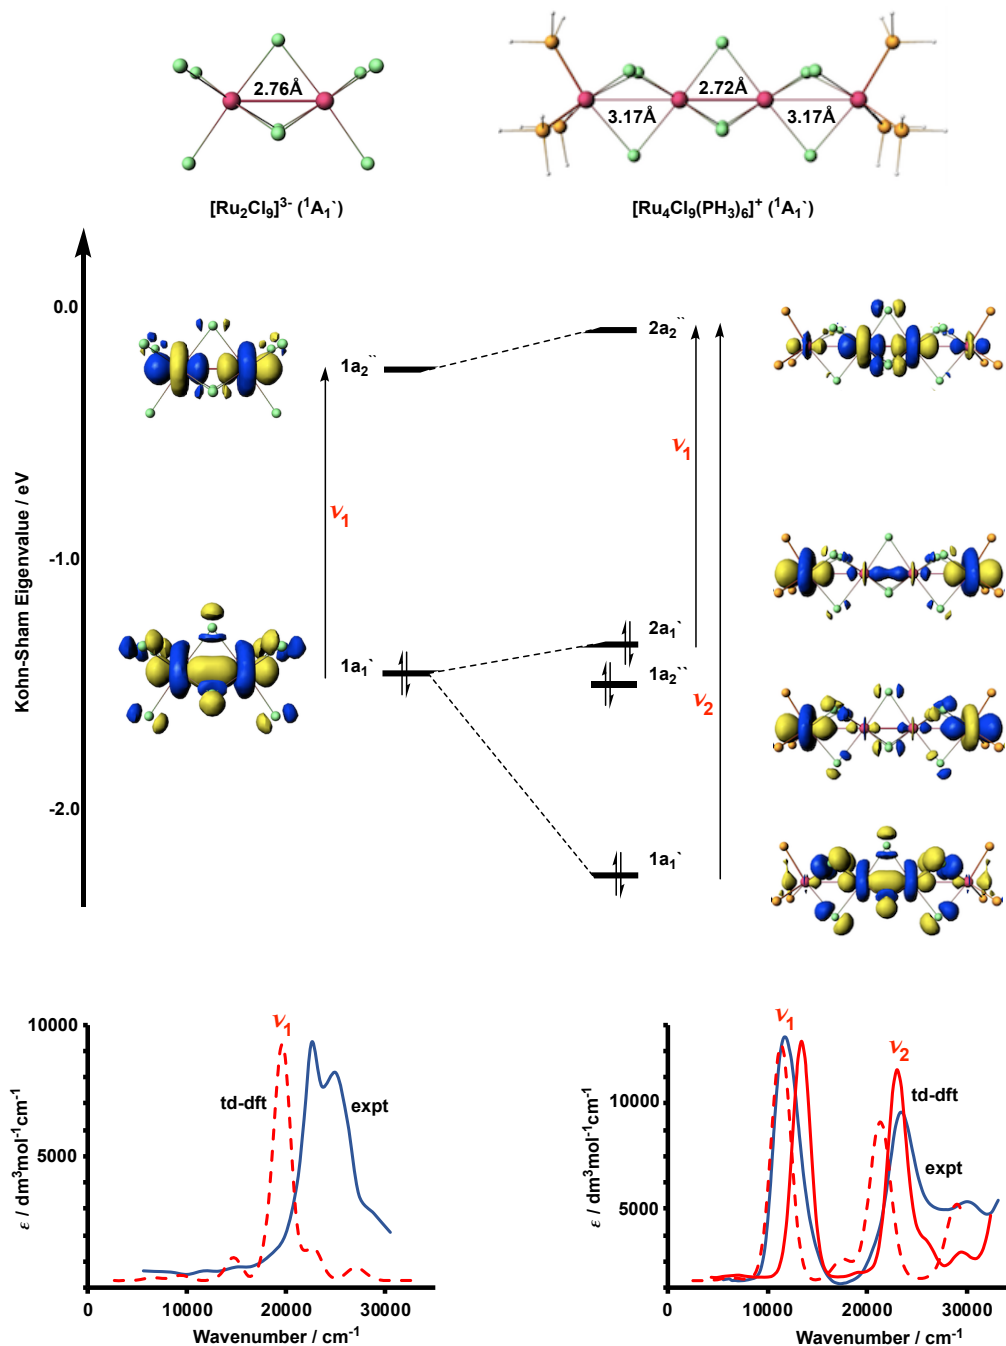 2.76Å
2.72Å
3.17Å
3.17Å
[Ru2Cl9]3- (1A1`)
[Ru4Cl9(PH3)6]+ (1A1`)
Kohn-Sham Eigenvalue / eV
0.0
-1.0
-2.0
1a2``
1a1`
ν1
2a2``
2a1`
1a2``
1a1`
ν1
ν2
10000
5000
ε / dm3mol-1cm-1
ν1
td-dft
expt
0
10000
20000
30000
Wavenumber / cm-1
10000
5000
ε / dm3mol-1cm-1
ν1
ν2
td-dft
expt
0
10000
20000
30000
Wavenumber / cm-1